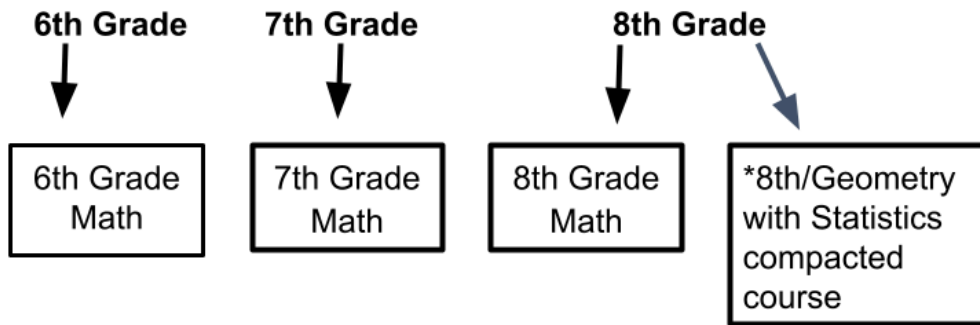 6th Grade
7th Grade
8th Grade
6th Grade
Math
7th Grade
Math
8th Grade
Math
*8th/Geometry
with Statistics
compacted
course